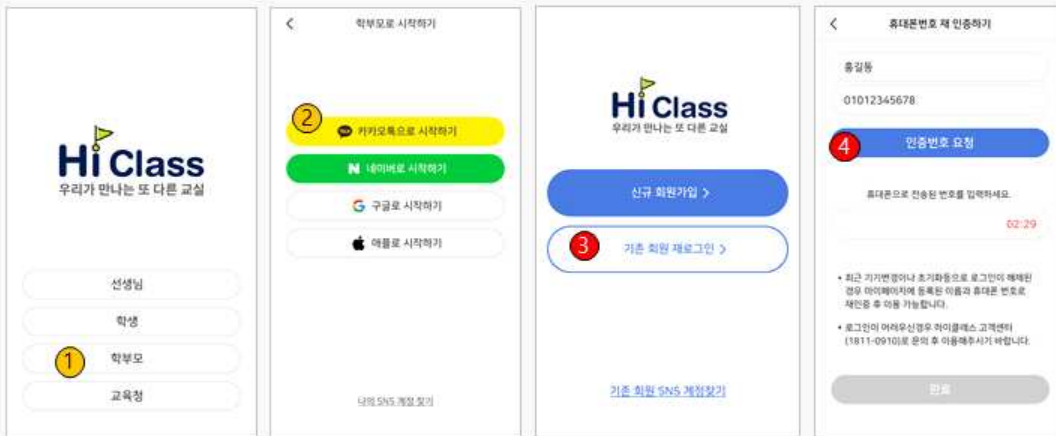 Hi Class
우리가 만나는 또 다른 교실
선생님
학생
1
학부모
교육청
학부모로 시작하기
2
카카오톡으로 시작하기
N 네이버로 시작하기
G 구글로 시작하기
애플로 시작하기
나의 SNS 계정 찾기
Hi Class
우리가 만나는 또 다른 교실
신규 회원가입 >
3
기존 회원 재로그인 >
기존 회원 SNS 계정찾기
휴대폰번호 재 인증하기
홍길동
01012345678
4
인증번호 요청
휴대폰으로 전송된 번호를 입력하세요.
02:29
• 최근 기기변경이나 초기화등으로 로그인이 해제된
경우 마이페이지에 등록된 이름과 휴대폰 번호로
재인증 후 이용 가능합니다.
• 로그인이 어려우신경우 하이클래스 고객센터
(1811-0910)로 문의 후 이용해주시기 바랍니다.
완료